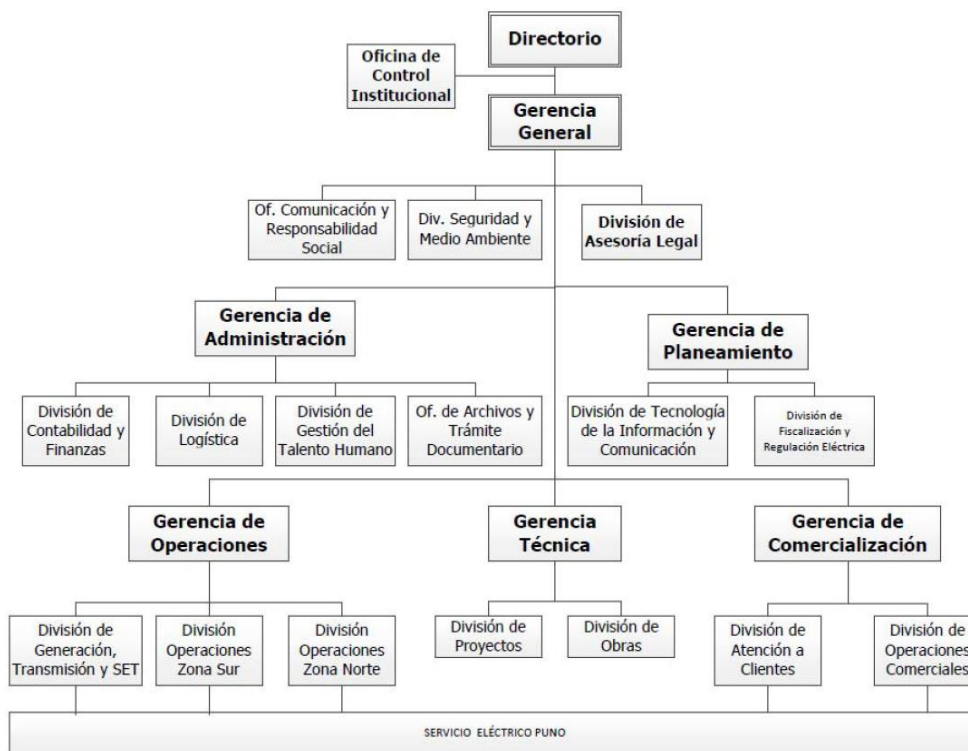 Directorio
Oficina de
Control
Institucional
Gerencia
General
Of. Comunicación y
Responsabilidad
Social
Div. Seguridad y
Medio Ambiente
División de
Asesoría Legal
Gerencia de
Administración
Gerencia de
Planeamiento
División de
Contabilidad y
Finanzas
División de
Logística
División de
Gestión del
Talento Humano
Of. de Archivos y
Trámite
Documentario
División de Tecnología
de la Información y
Comunicación
División de
Fiscalización y
Regulación Eléctrica
Gerencia de
Operaciones
Gerencia
Técnica
Gerencia de
Comercialización
División de
Generación,
Transmisión y SET
División
Operaciones
Zona Sur
División
Operaciones
Zona Norte
División de
Proyectos
División de
Obras
División de
Atención a
Clientes
División de
Operaciones
Comerciales
SERVICIO ELÉCTRICO PUNO